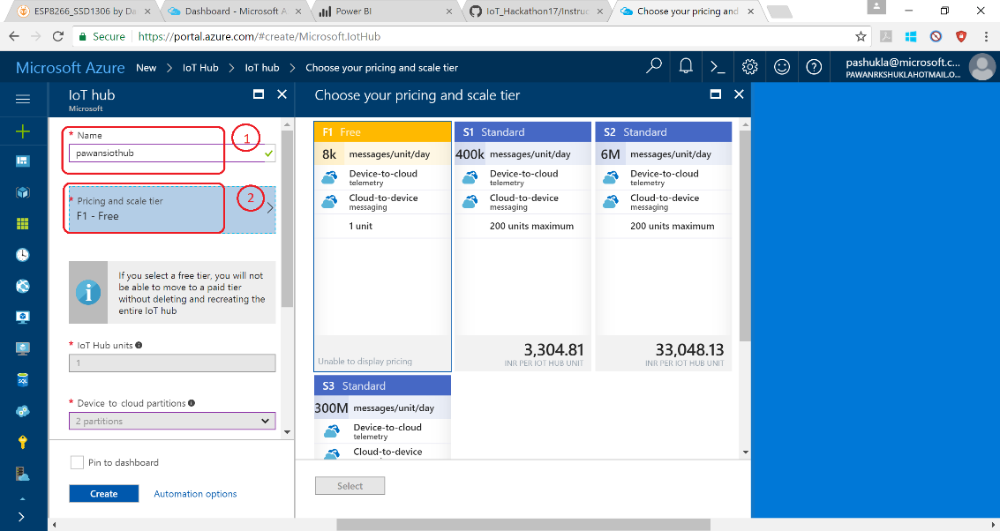 ESP8266_SSD1306 by Da
Dashboard - Microsoft A
Power BI
IoT_Hackathon17/Instruc
Choose your pricing and
Secure
https://portal.azure.com/#create/Microsoft.IotHub
Microsoft Azure
New > IoT Hub > IoT hub > Choose your pricing and scale tier
pashukla@microsoft.c...
PAWANRKSHUKLAHOTMAIL.O...
IoT hub
Microsoft
* Name
1
pawansiothub
* Pricing and scale tier
2
F1 - Free
If you select a free tier, you will not
be able to move to a paid tier
without deleting and recreating the
entire IoT hub
* IoT Hub units
1
* Device to cloud partitions
2 partitions
Pin to dashboard
Create
Automation options
Choose your pricing and scale tier
F1 Free
8k messages/unit/day
Device-to-cloud
telemetry
Cloud-to-device
messaging
1 unit
Unable to display pricing
S1 Standard
400k messages/unit/day
Device-to-cloud
telemetry
Cloud-to-device
messaging
200 units maximum
3,304.81
INR PER IOT HUB UNIT
S2 Standard
6M messages/unit/day
Device-to-cloud
telemetry
Cloud-to-device
messaging
200 units maximum
33,048.13
INR PER IOT HUB UNIT
S3 Standard
300M messages/unit/day
Device-to-cloud
telemetry
Cloud-to-device
Select